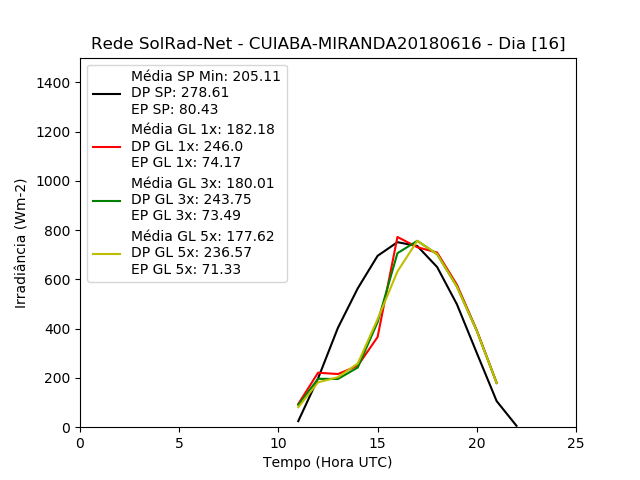 Rede SolRad-Net - CUIABA-MIRANDA20180616 - Dia [16]
Média SP Min: 205.11
DP SP: 278.61
EP SP: 80.43
Média GL 1x: 182.18
DP GL 1x: 246.0
EP GL 1x: 74.17
Média GL 3x: 180.01
DP GL 3x: 243.75
EP GL 3x: 73.49
Média GL 5x: 177.62
DP GL 5x: 236.57
EP GL 5x: 71.33
Irradiância (Wm-2)
1400
1200
1000
800
600
400
200
0
0 5 10 15 20 25
Tempo (Hora UTC)